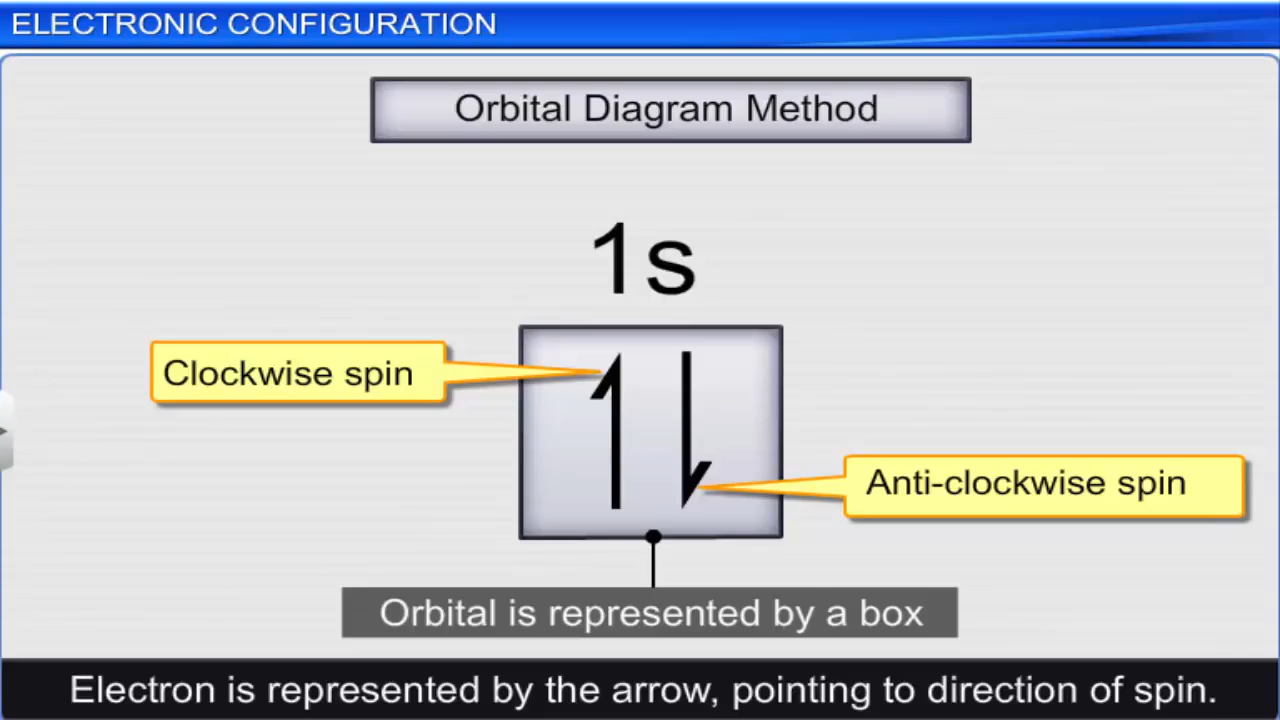 ELECTRONIC CONFIGURATION
Orbital Diagram Method
1s
Clockwise spin
Anti-clockwise spin
Orbital is represented by a box
Electron is represented by the arrow, pointing to direction of spin.